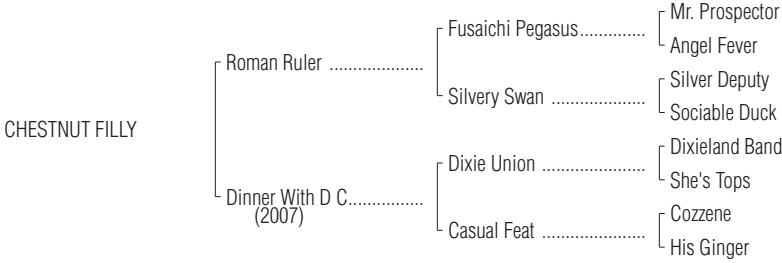 Mr. Prospector
Fusaichi Pegasus..............
Angel Fever
Roman Ruler ....................
Silver Deputy
Silvery Swan ....................
Sociable Duck
CHESTNUT FILLY
Dixieland Band
Dixie Union ......................
She's Tops
Dinner With D C................
(2007)
Cozzene
Casual Feat ......................
His Ginger